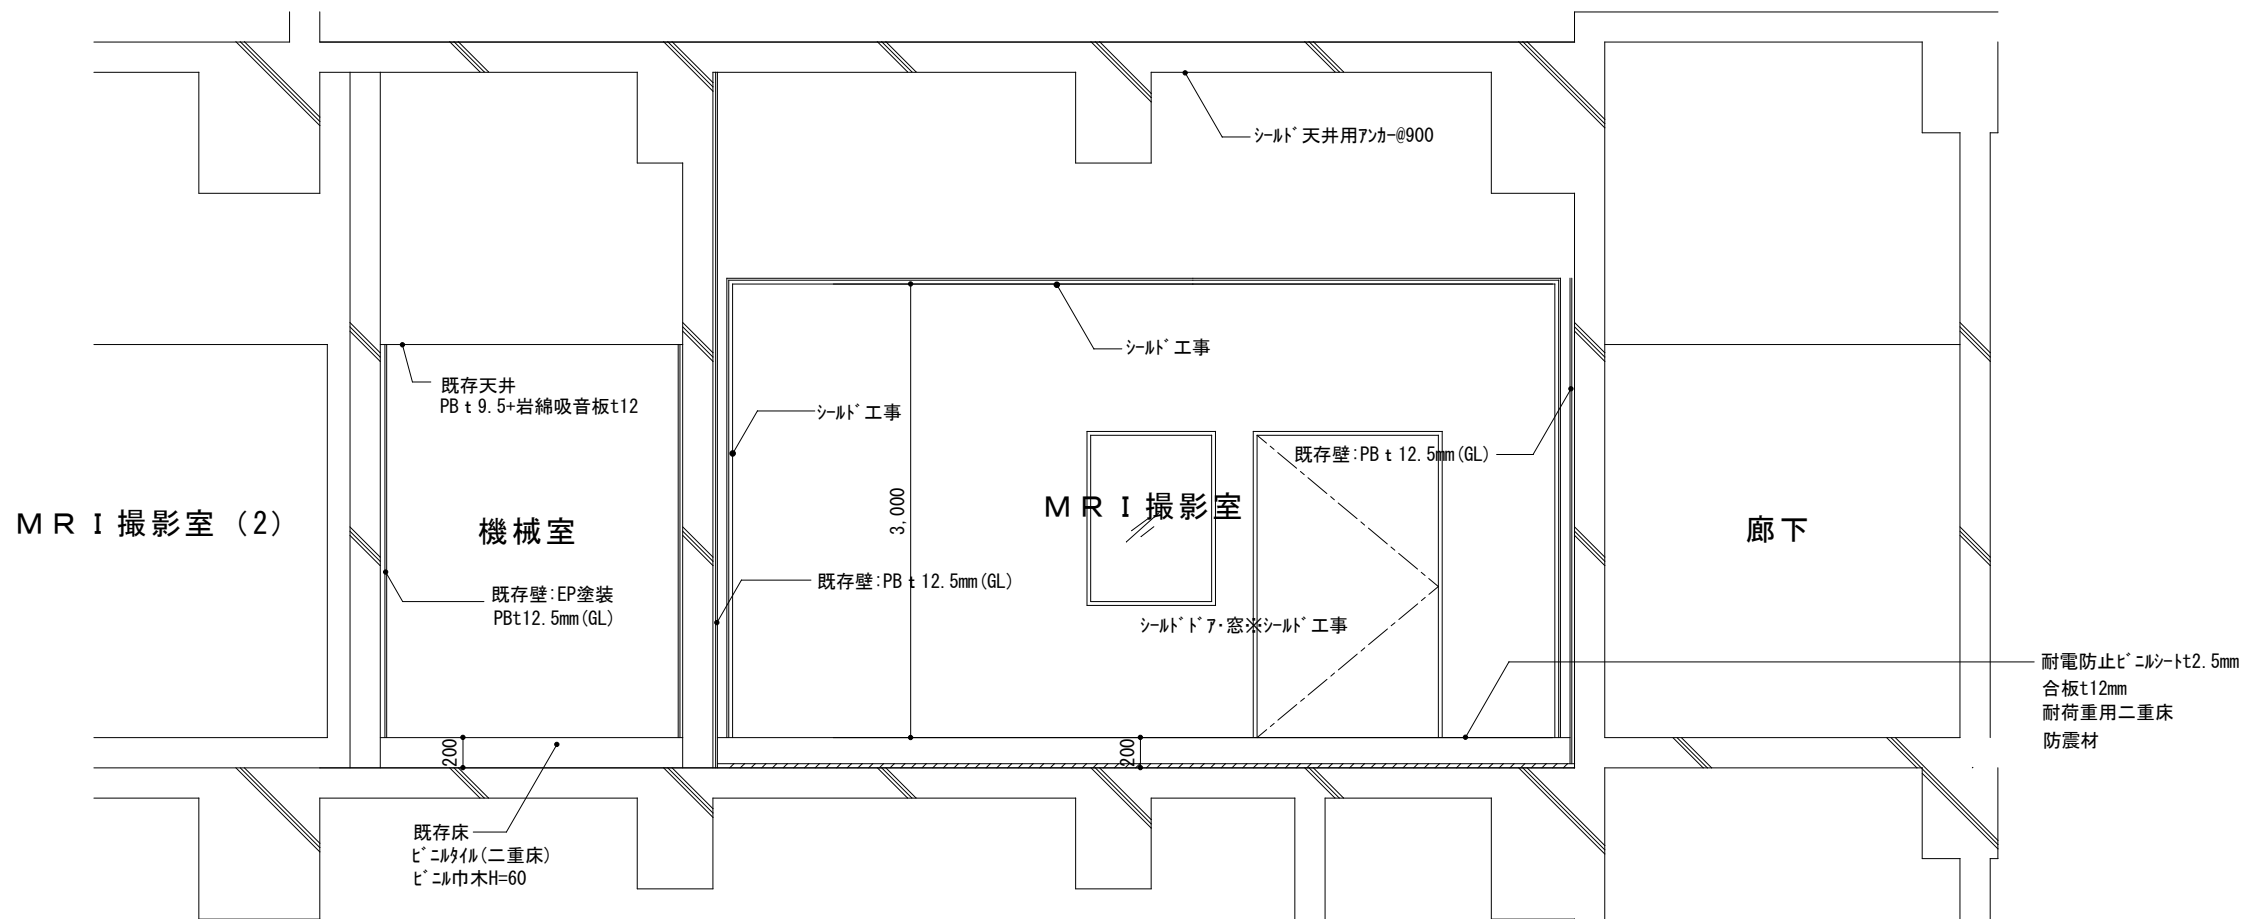 シールド天井用アンカー@900
シールド工事
既存天井
PBｔ9.5+岩綿吸音板t12
シールド工事
既存壁:PBｔ12.5mm(GL)
3,000
ＭＲＩ撮影室（2）
機械室
ＭＲＩ撮影室
廊下
既存壁:EP塗装
PBt12.5mm(GL)
既存壁:PBｔ12.5mm(GL)
シールドドア・窓※シールド工事
耐電防止ビニルシートt2.5mm
合板t12mm
耐荷重用二重床
防震材
200
200
既存床
ビニルタイル(二重床)
ビニル巾木H=60